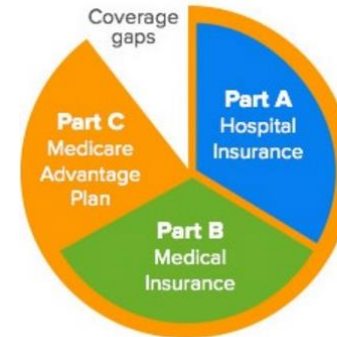 Coverage
gaps
Part A
Hospital
Insurance
Part C
Medicare
Advantage
Plan
Part B
Medical
Insurance